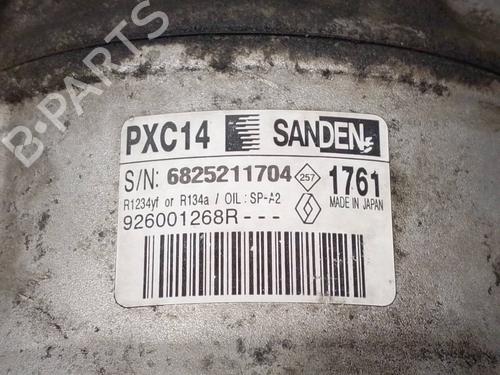 B-PARTS
PXC14 SANDEN
S/N: 6825211704 257 1761
R1234yf or R134a / OIL : SP-A2 MADE IN JAPAN
926001268R---